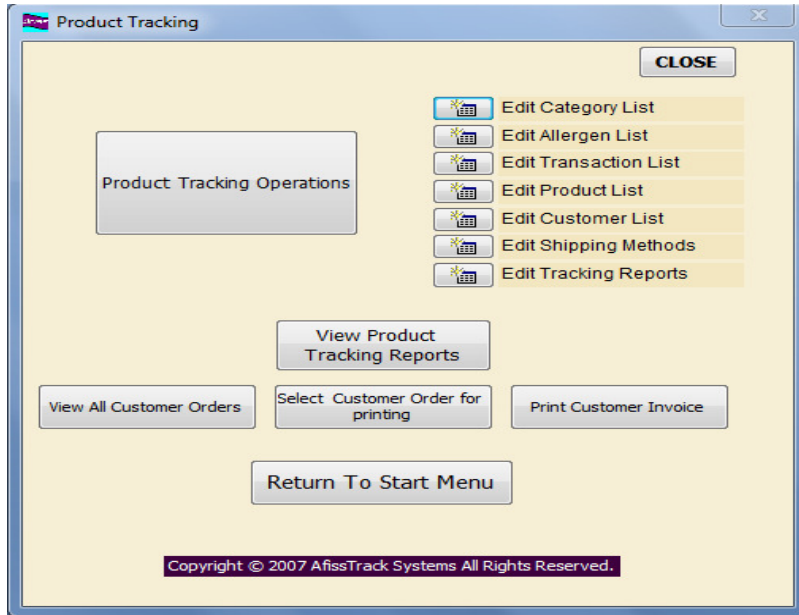 Product Tracking
CLOSE
Edit Category List
Edit Allergen List
Edit Transaction List
Product Tracking Operations
Edit Product List
Edit Customer List
Edit Shipping Methods
Edit Tracking Reports
View Product
Tracking Reports
View All Customer Orders
Select Customer Order for
printing
Print Customer Invoice
Return To Start Menu
Copyright © 2007 AfissTrack Systems All Rights Reserved.